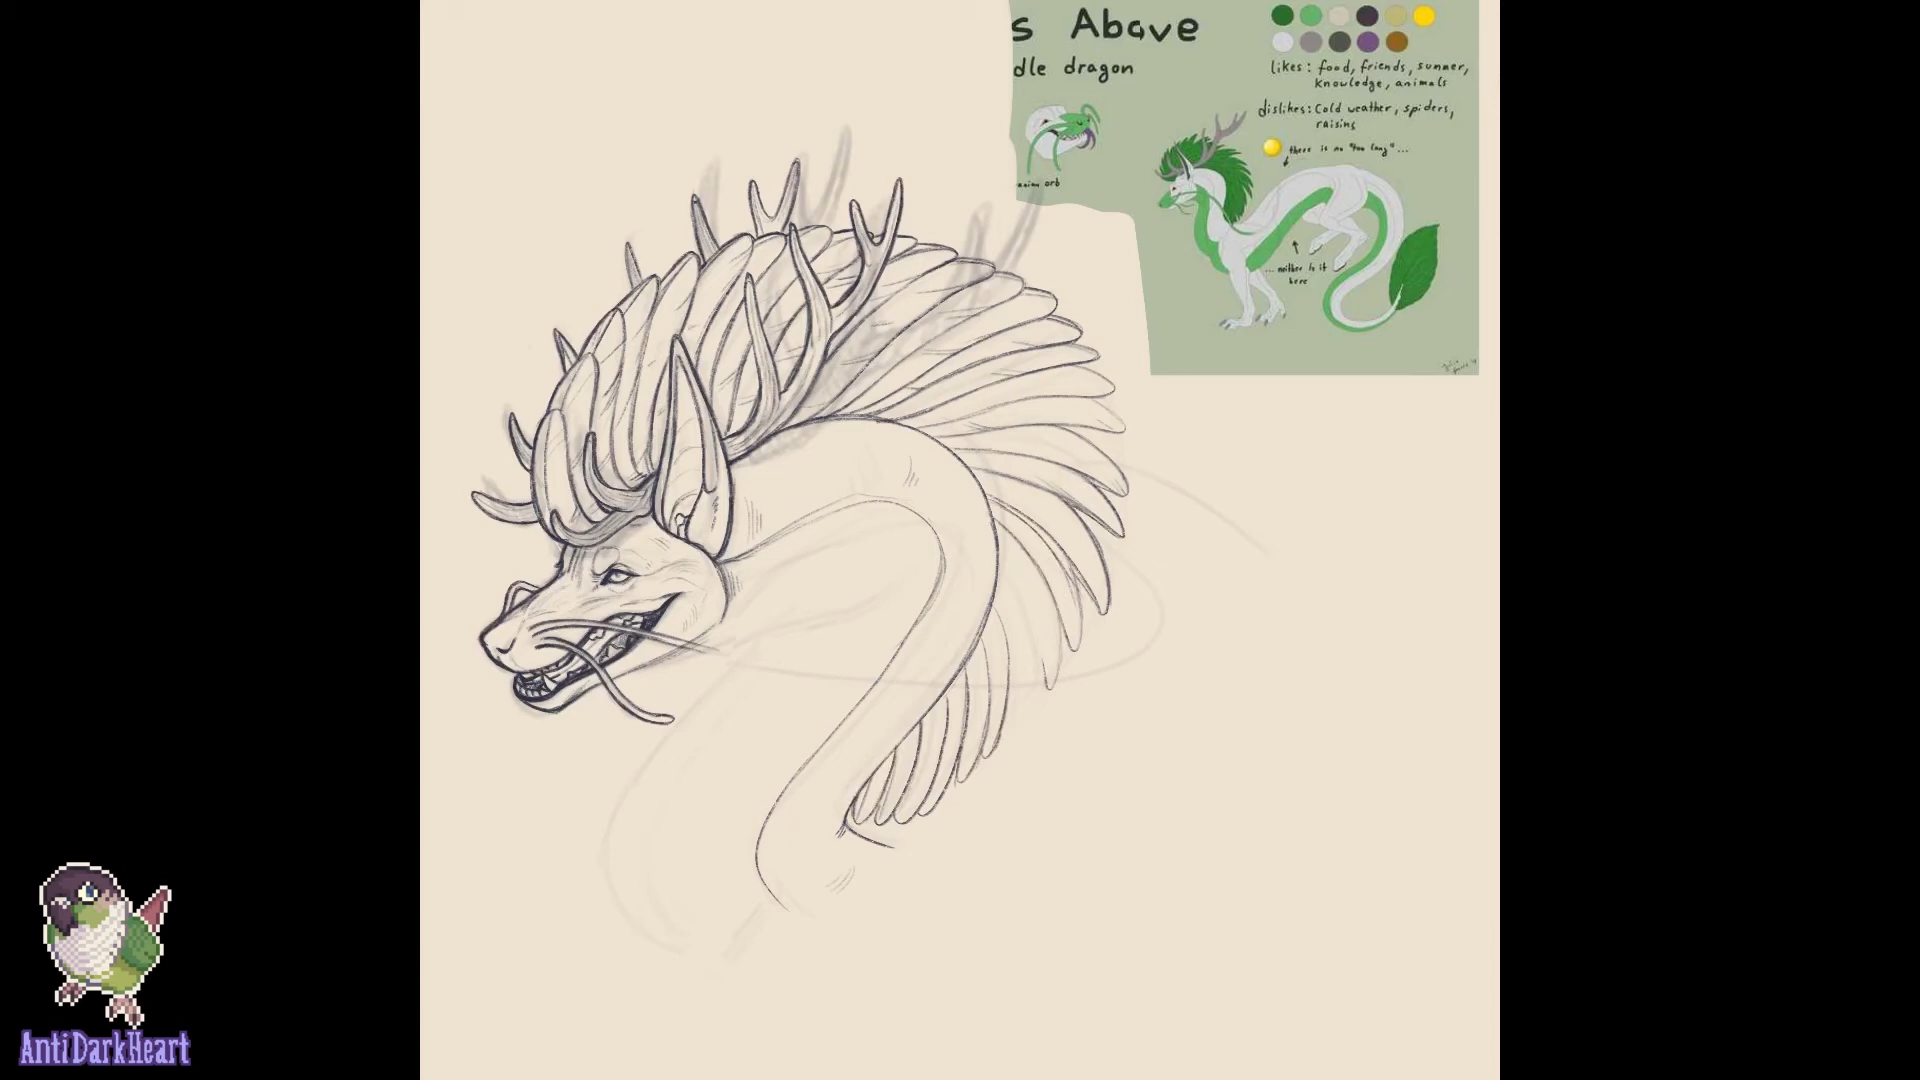 s Above
dle dragon
likes: food, friends, summer,
knowledge, animals
dislikes: Cold weather, spiders,
raisins
there is no "too long"...
orb
...neither is it
here
AntiDarkHeart